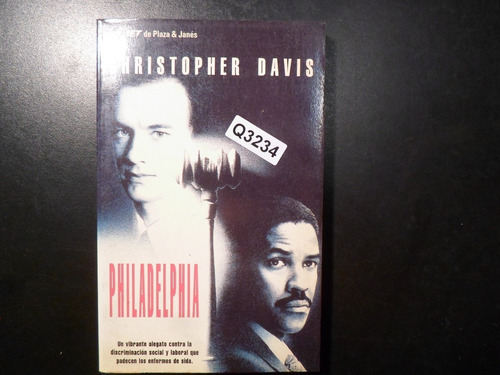 de Plaza & Janés
CHRISTOPHER DAVIS
Q3234
PHILADELPHIA
Un vibrante alegato contra la
discriminación social y laboral que
padecen los enfermos de sida.